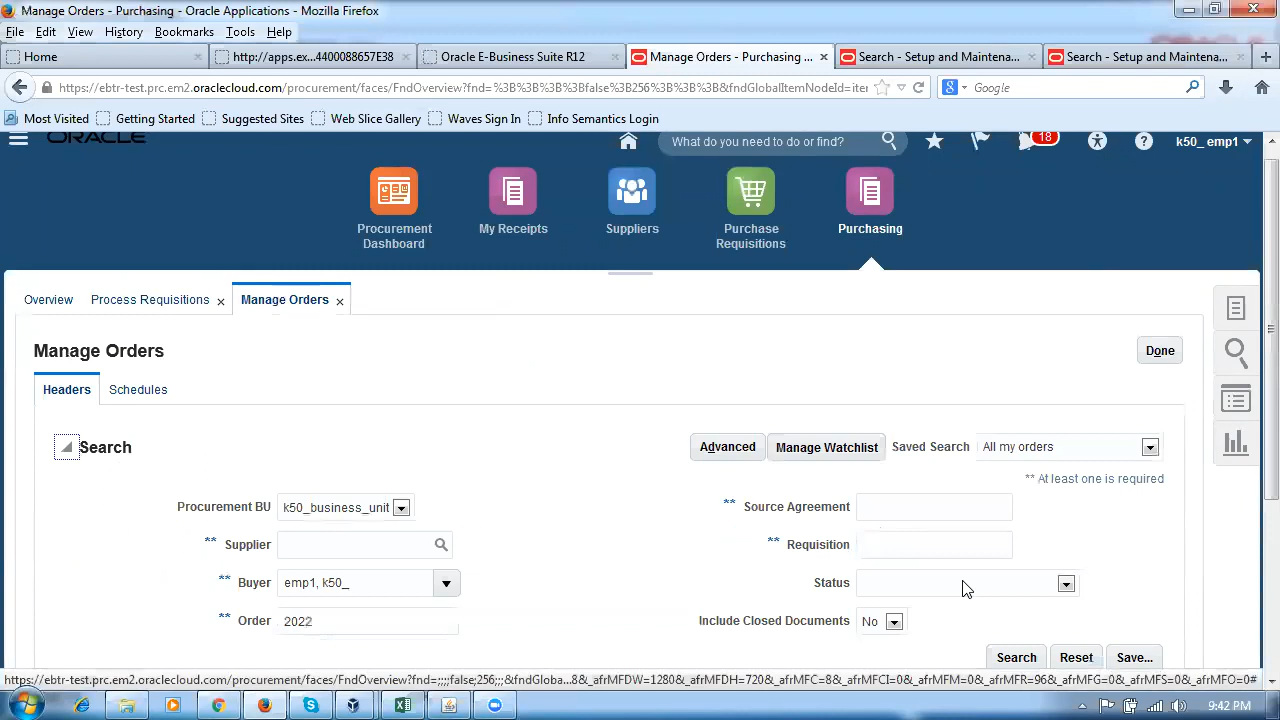 Manage Orders - Purchasing - Oracle Applications - Mozilla Firefox
File Edit View History Bookmarks Tools Help
Home
http://apps.ex...4400088657E38
Oracle E-Business Suite R12
Manage Orders - Purchasing ...
Search - Setup and Maintena...
Search - Setup and Maintena...
https://ebtr-test.prc.em2.oraclecloud.com/procurement/faces/FndOverview?fnd=%3B%3B%3B%3Bfalse%3B256%3B%3B%3B&fndGlobalItemNodeId=iter
Google
Most Visited Getting Started Suggested Sites Web Slice Gallery Waves Sign In Info Semantics Login
ORACLE
What do you need to do or find?
18
k50_ emp1
Procurement Dashboard
My Receipts
Suppliers
Purchase Requisitions
Purchasing
Overview Process Requisitions Manage Orders
Manage Orders
Done
Headers Schedules
Search
Advanced Manage Watchlist Saved Search All my orders
** At least one is required
Procurement BU k50_business_unit
** Source Agreement
** Supplier
** Requisition
** Buyer emp1, k50_
Status
** Order 2022
Include Closed Documents No
Search Reset Save...
https://ebtr-test.prc.em2.oraclecloud.com/procurement/faces/FndOverview?fnd=;;;;false;256;;;&fndGloba...8&_afrMFDW=1280&_afrMFDH=720&_afrMFC=8&_afrMFCI=0&_afrMFM=0&_afrMFR=96&_afrMFG=0&_afrMFS=0&_afrMFO=0#
9:42 PM